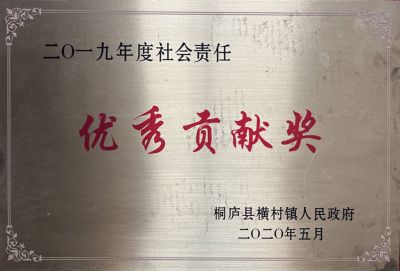 二〇一九年度社会责任
优秀贡献奖
桐庐县横村镇人民政府
二〇二〇年五月